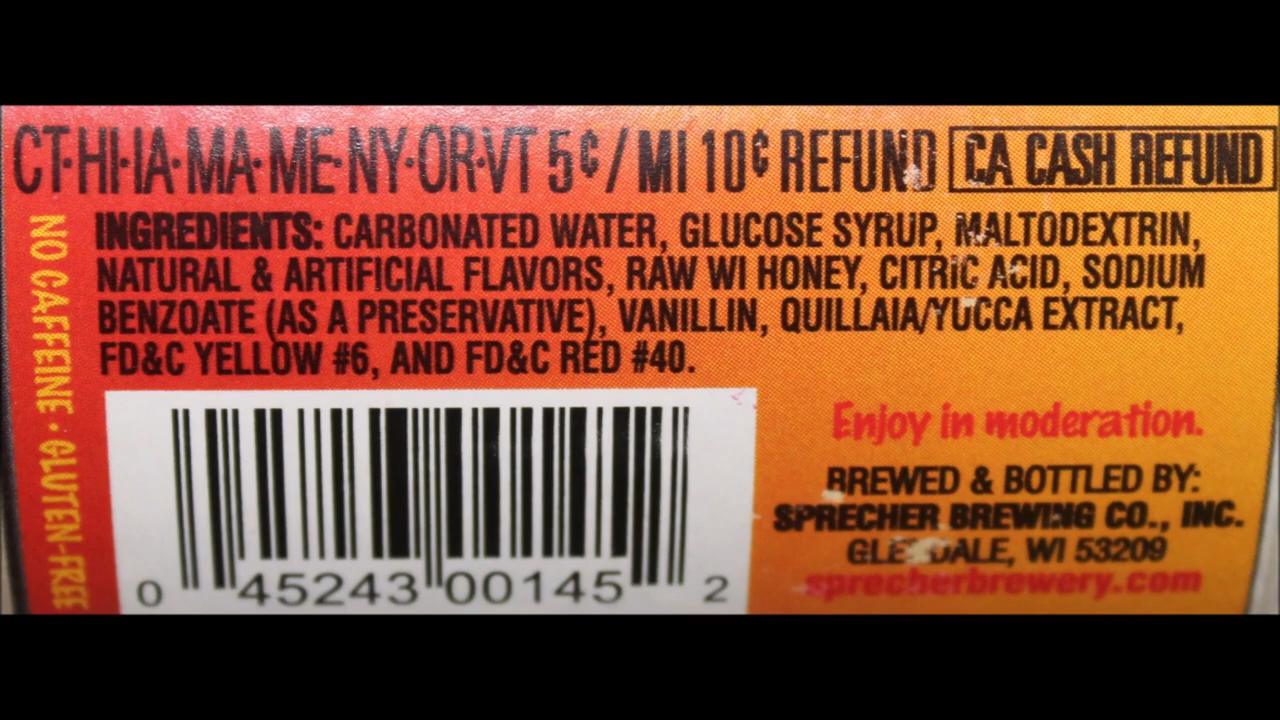 CT·HI·IA·MA·ME·NY·OR·VT 5¢/MI 10¢ REFUND CA CASH REFUND
NO CAFFEINE · GLUTEN-FREE
INGREDIENTS: CARBONATED WATER, GLUCOSE SYRUP, MALTODEXTRIN,
NATURAL & ARTIFICIAL FLAVORS, RAW WI HONEY, CITRIC ACID, SODIUM
BENZOATE (AS A PRESERVATIVE), VANILLIN, QUILLAIA/YUCCA EXTRACT,
FD&C YELLOW #6, AND FD&C RED #40.
0 45243 00145 2
Enjoy in moderation.
BREWED & BOTTLED BY:
SPRECHER BREWING CO., INC.
GLENDALE, WI 53209
sprecherbrewery.com